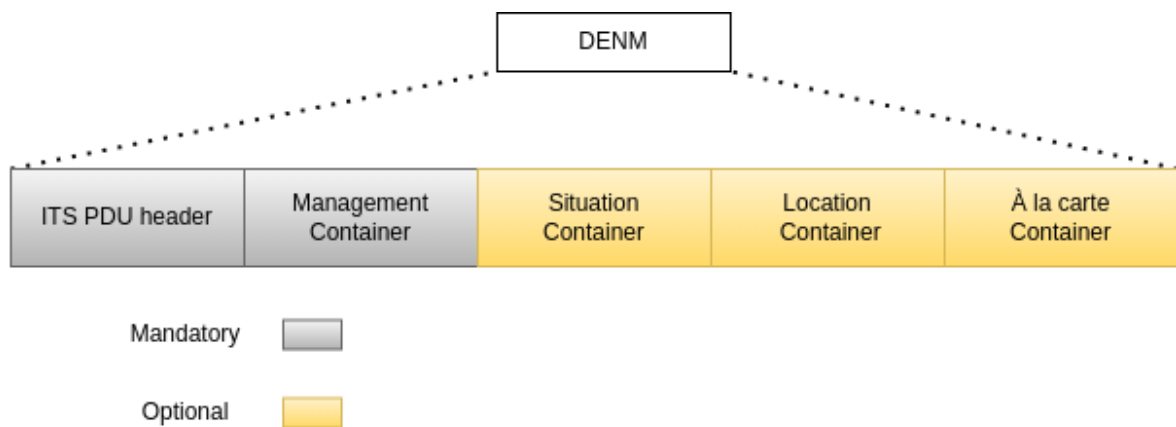 DENM
ITS PDU header
Management
Container
Situation
Container
Location
Container
À la carte
Container
Mandatory
Optional